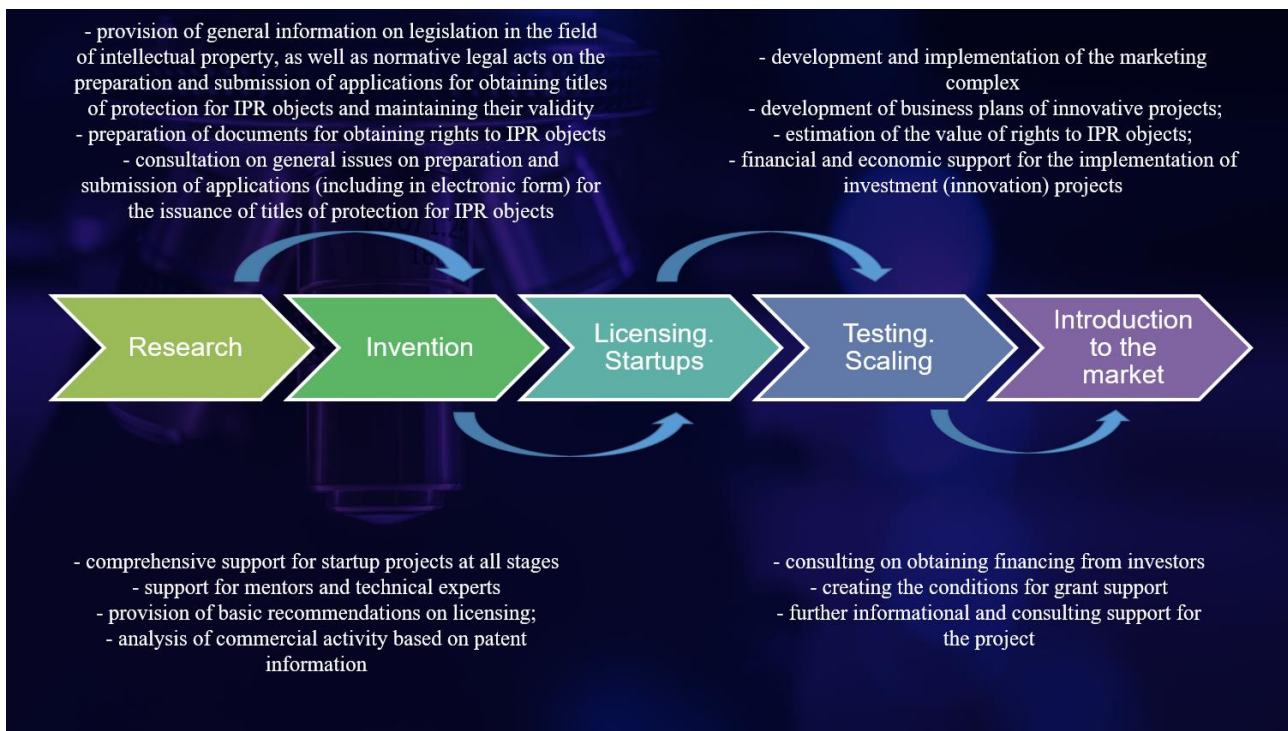 - provision of general information on legislation in the field
of intellectual property, as well as normative legal acts on the
preparation and submission of applications for obtaining titles
of protection for IPR objects and maintaining their validity
- preparation of documents for obtaining rights to IPR objects
- consultation on general issues on preparation and
submission of applications (including in electronic form) for
the issuance of titles of protection for IPR objects
- development and implementation of the marketing
complex
- development of business plans of innovative projects;
- estimation of the value of rights to IPR objects;
- financial and economic support for the implementation of
investment (innovation) projects
Research
Invention
Licensing.
Startups
Testing.
Scaling
Introduction
to the
market
- comprehensive support for startup projects at all stages
- support for mentors and technical experts
- provision of basic recommendations on licensing;
- analysis of commercial activity based on patent
information
- consulting on obtaining financing from investors
- creating the conditions for grant support
- further informational and consulting support for
the project